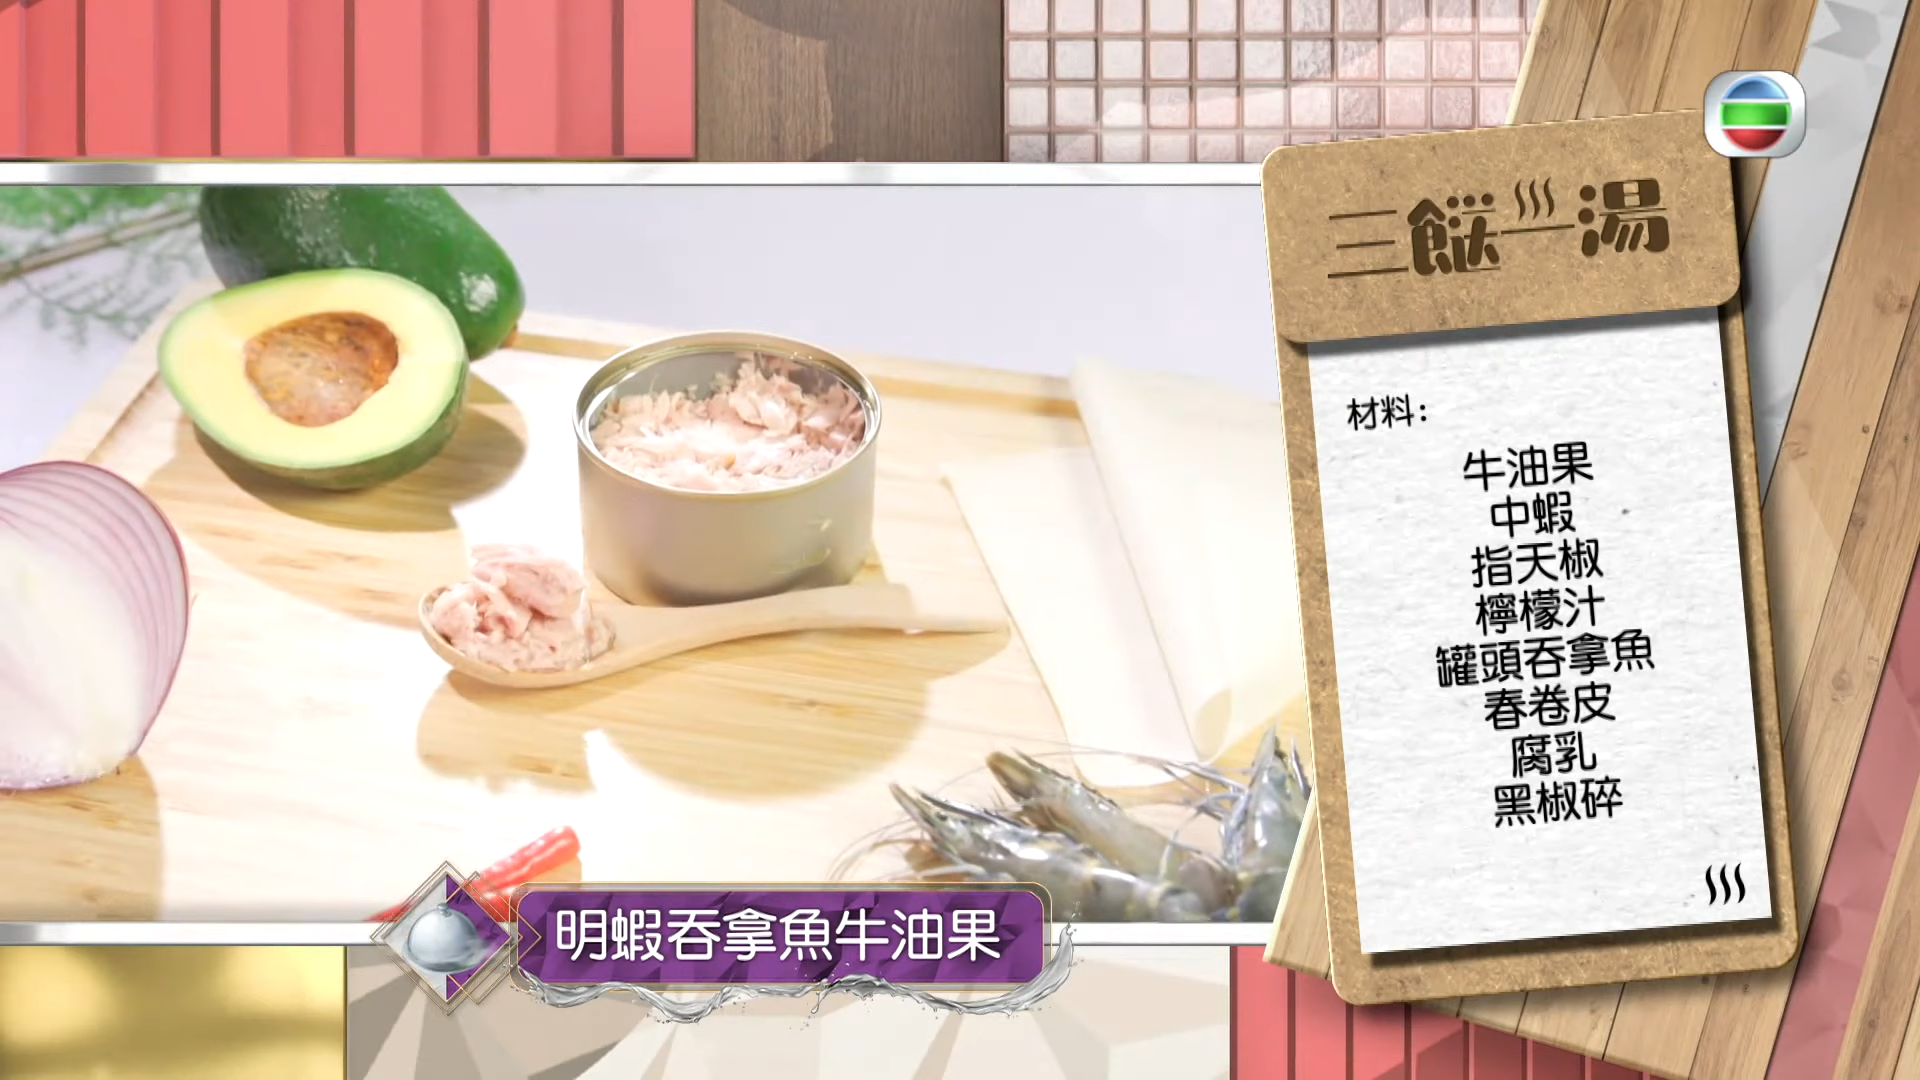 三餸一湯
材料：
牛油果
中蝦
指天椒
檸檬汁
罐頭吞拿魚
春卷皮
腐乳
黑椒碎
明蝦吞拿魚牛油果